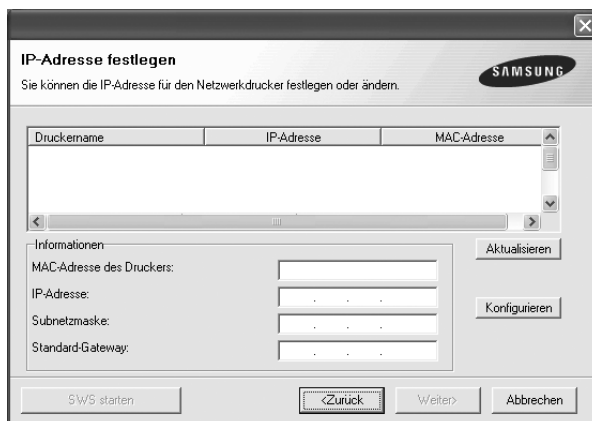 IP-Adresse festlegen
Sie können die IP-Adresse für den Netzwerkdrucker festlegen oder ändern.
SAMSUNG
Druckername IP-Adresse MAC-Adresse
Informationen
Aktualisieren
MAC-Adresse des Druckers:
IP-Adresse:
Konfigurieren
Subnetzmaske:
Standard-Gateway:
SWS starten <Zurück Weiter> Abbrechen